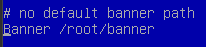 # no default banner path
Banner /root/banner